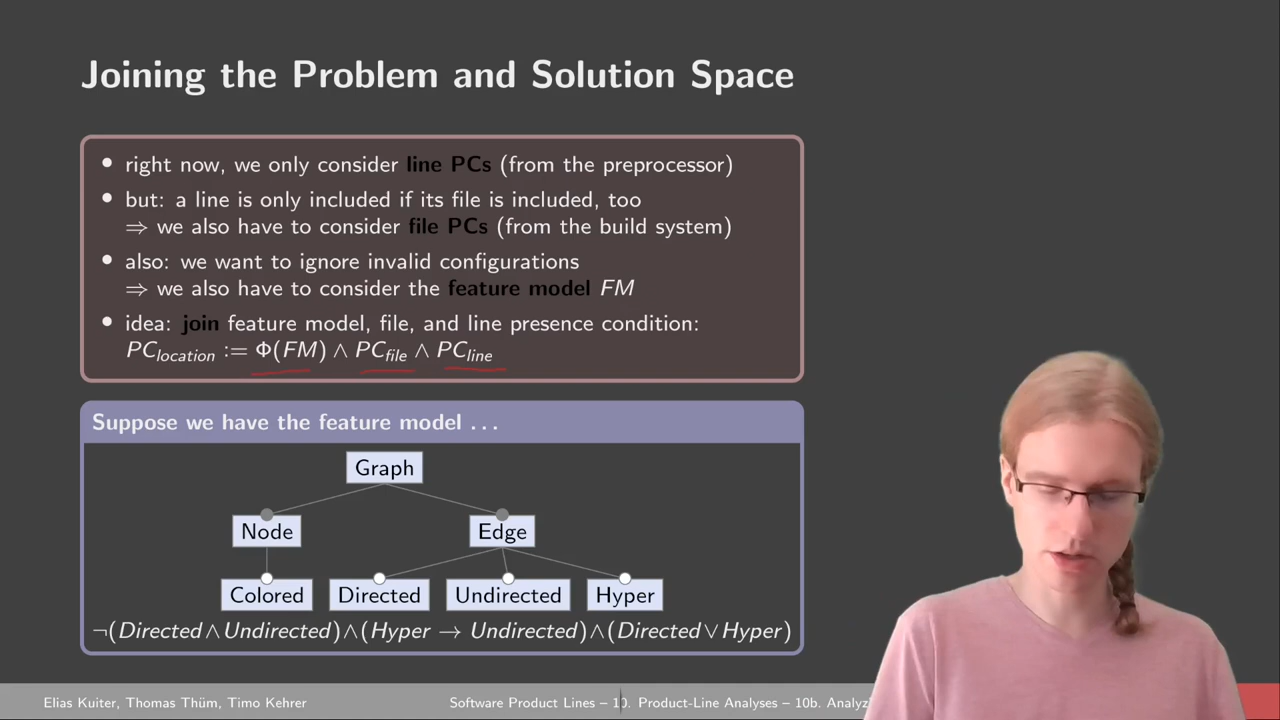 Joining the Problem and Solution Space
• right now, we only consider line PCs (from the preprocessor)
• but: a line is only included if its file is included, too
⇒ we also have to consider file PCs (from the build system)
• also: we want to ignore invalid configurations
⇒ we also have to consider the feature model FM
• idea: join feature model, file, and line presence condition:
PC_location := Φ(FM) ∧ PC_file ∧ PC_line
Suppose we have the feature model . . .
Graph
Node Edge
Colored Directed Undirected Hyper
¬(Directed∧Undirected)∧(Hyper → Undirected)∧(Directed∨Hyper)
Elias Kuiter, Thomas Thüm, Timo Kehrer Software Product Lines – 10. Product-Line Analyses – 10b. Analyz